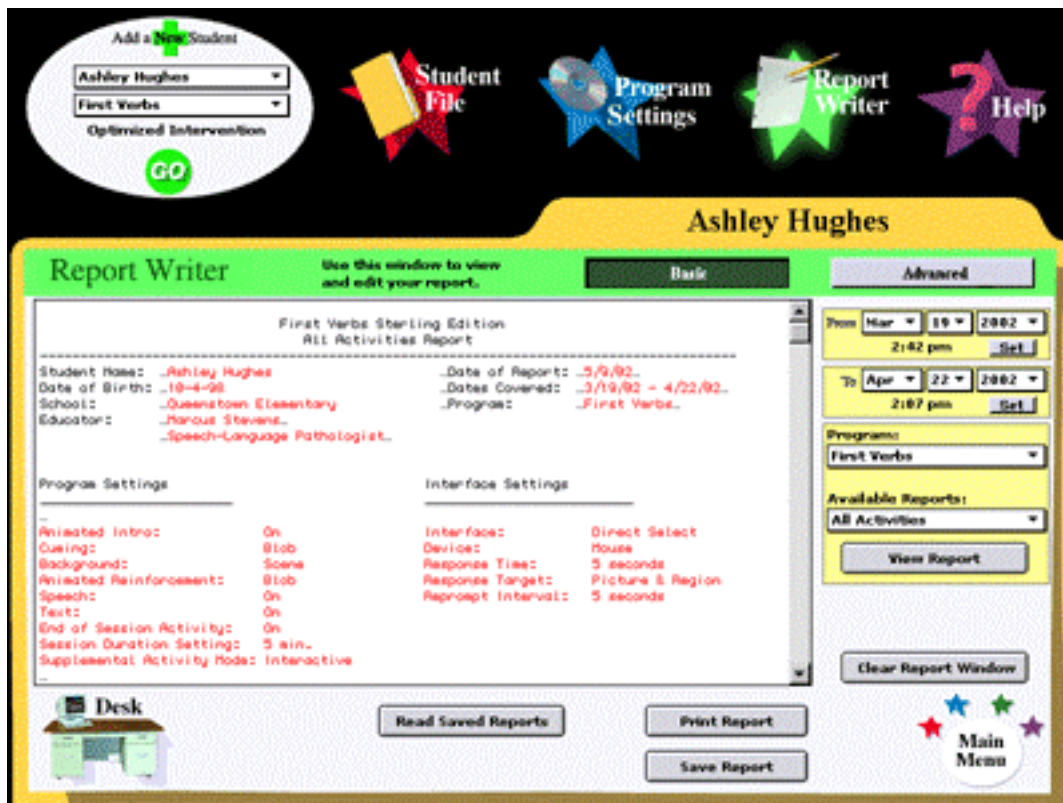 Add a New Student
Ashley Hughes
First Verbs
Optimized Intervention
GO
Student
File
Program
Settings
Report
Writer
Help
Ashley Hughes
Report Writer
Use this window to view
and edit your report.
Basic
Advanced
First Verbs Sterling Edition
All Activities Report
Student Name: Ashley Hughes Date of Report: 5/9/02
Date of Birth: 10-4-98 Dates Covered: 3/19/02 - 4/22/02
School: Queenstown Elementary Program: First Verbs
Educator: Marcus Stevens
Speech-Language Pathologist
Program Settings Interface Settings
Animated Intro: On Interface: Direct Select
Cueing: Blob Device: Mouse
Background: Scene Response Time: 5 seconds
Animated Reinforcement: Blob Response Target: Picture & Region
Speech: On Reprompt Interval: 5 seconds
Text: On
End of Session Activity: On
Session Duration Setting: 5 min.
Supplemental Activity Mode: Interactive
From Mar 19 2002
2:42 pm Set
To Apr 22 2002
2:07 pm Set
Program:
First Verbs
Available Reports:
All Activities
View Report
Clear Report Window
Desk
Read Saved Reports
Print Report
Save Report
Main
Menu